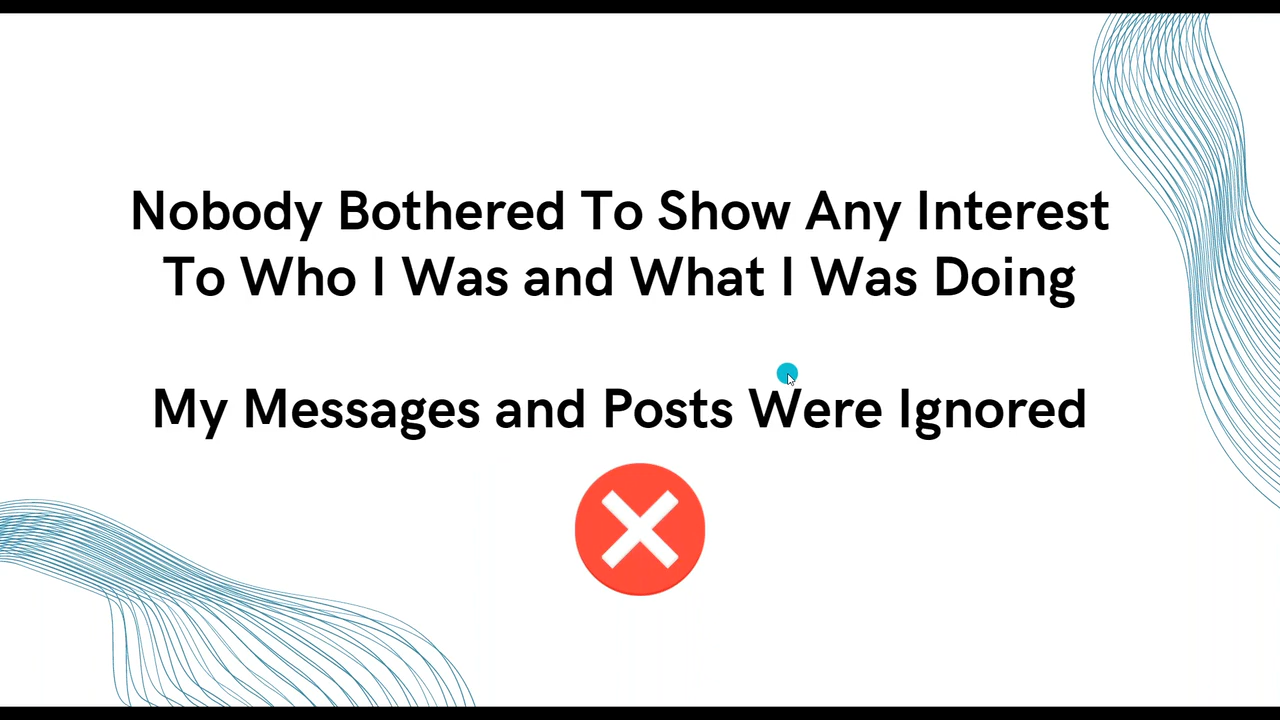 Nobody Bothered To Show Any Interest
To Who I Was and What I Was Doing
My Messages and Posts Were Ignored